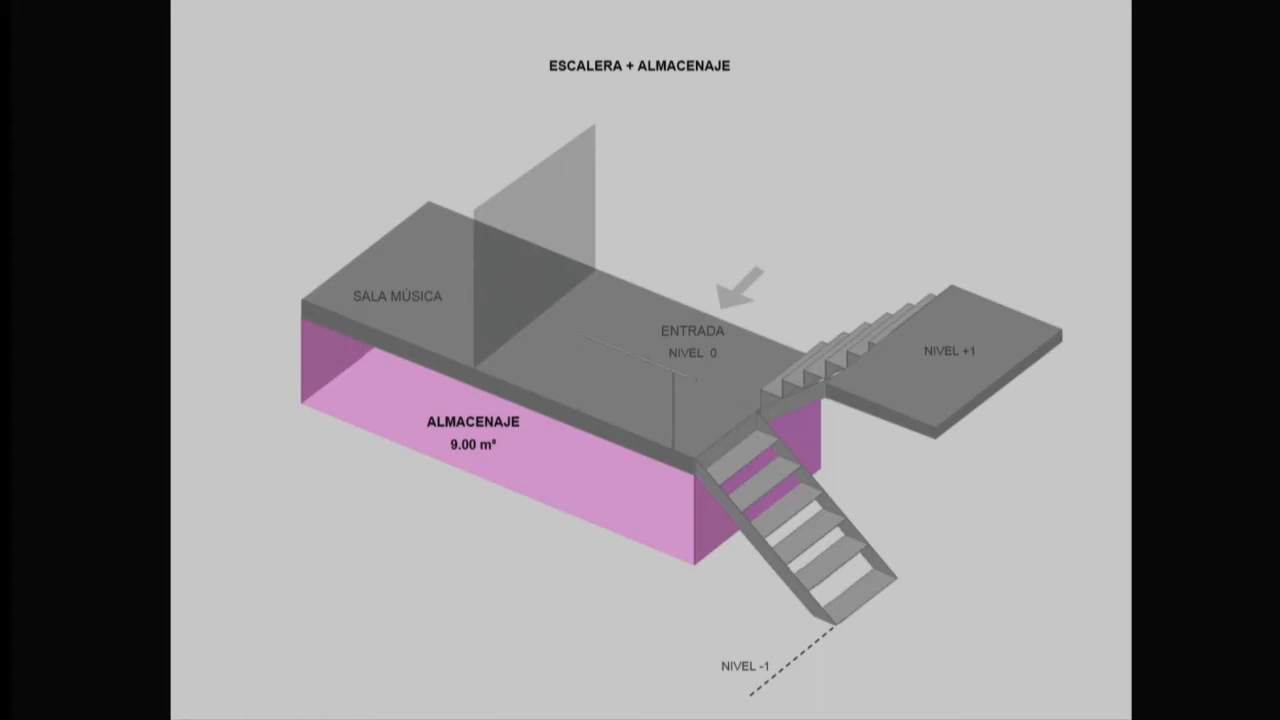 ESCALERA + ALMACENAJE
SALA MÚSICA
ENTRADA
NIVEL 0
NIVEL +1
ALMACENAJE
9.00 m²
NIVEL -1